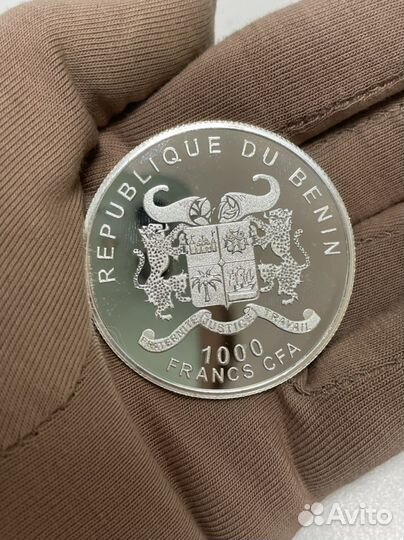 REPUBLIQUE DU BENIN
FRATERNITE JUSTICE TRAVAIL
1000
FRANCS CFA
Avito